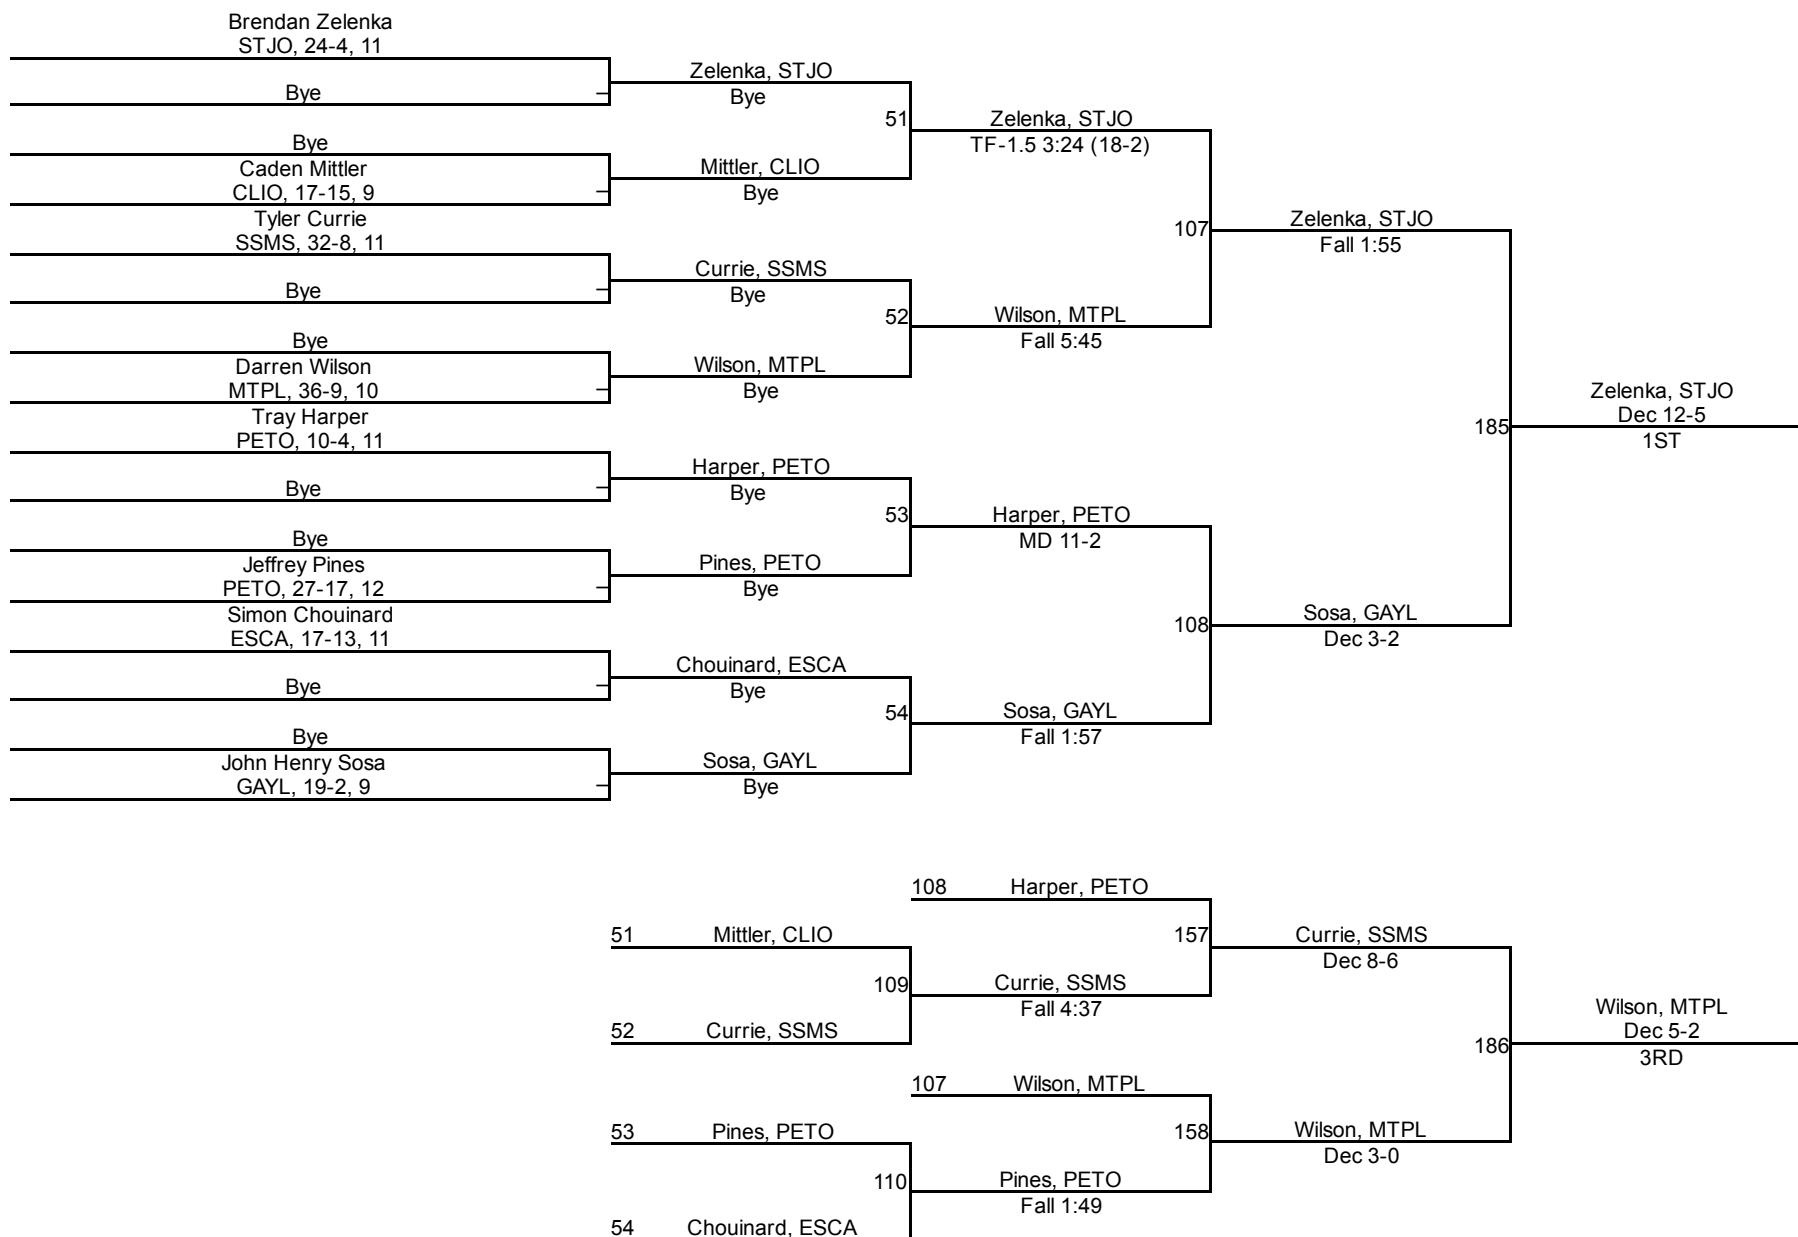 Brendan Zelenka
STJO, 24-4, 11
Bye
Bye
Caden Mittler
CLIO, 17-15, 9
Tyler Currie
SSMS, 32-8, 11
Bye
Bye
Darren Wilson
MTPL, 36-9, 10
Tray Harper
PETO, 10-4, 11
Bye
Bye
Jeffrey Pines
PETO, 27-17, 12
Simon Chouinard
ESCA, 17-13, 11
Bye
Bye
John Henry Sosa
GAYL, 19-2, 9
Zelenka, STJO
Bye
51
Mittler, CLIO
Bye
Currie, SSMS
Bye
52
Wilson, MTPL
Bye
Harper, PETO
Bye
53
Pines, PETO
Bye
Chouinard, ESCA
Bye
54
Sosa, GAYL
Bye
Zelenka, STJO
TF-1.5 3:24 (18-2)
107
Wilson, MTPL
Fall 5:45
Harper, PETO
MD 11-2
108
Sosa, GAYL
Fall 1:57
Zelenka, STJO
Fall 1:55
185
Sosa, GAYL
Dec 3-2
Zelenka, STJO
Dec 12-5
1ST
51 Mittler, CLIO
109
52 Currie, SSMS
53 Pines, PETO
110
54 Chouinard, ESCA
108 Harper, PETO
157
Currie, SSMS
Fall 4:37
107 Wilson, MTPL
158
Pines, PETO
Fall 1:49
Currie, SSMS
Dec 8-6
186
Wilson, MTPL
Dec 3-0
Wilson, MTPL
Dec 5-2
3RD